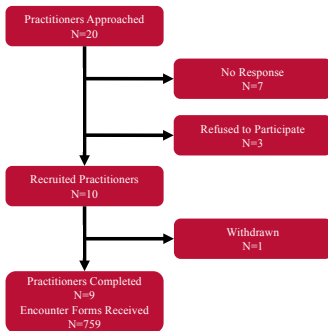 Practitioners Approached
N=20
No Response
N=7
Refused to Participate
N=3
Recruited Practitioners
N=10
Withdrawn
N=1
Practitioners Completed
N=9
Encounter Forms Received
N=759